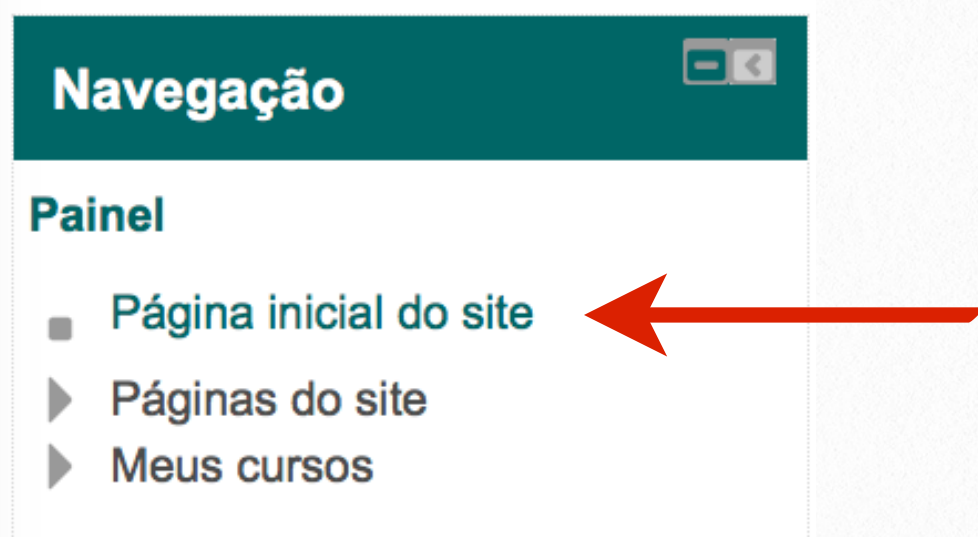 Navegação
Painel
Página inicial do site
Páginas do site
Meus cursos